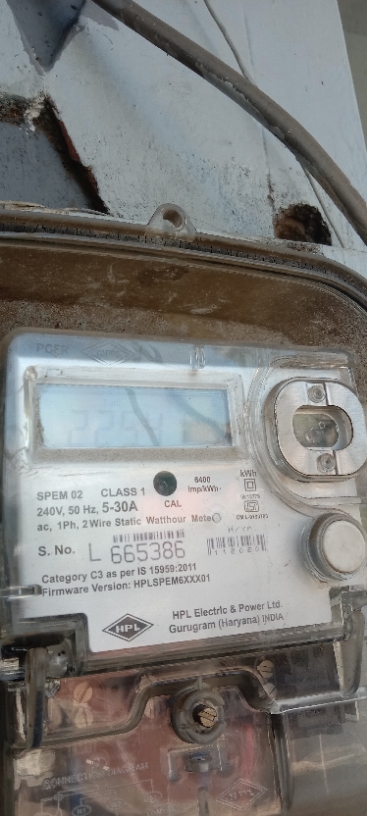 SPEM 02 CLASS 1
6400
imp/kWh
kWh
240V, 50 Hz, 5-30A
CAL
ac, 1Ph, 2 Wire Static Watthour Meter
S. No. L 665386
Category C3 as per IS 15959:2011
Firmware Version: HPLSPEM6XXX01
HPL
HPL Electric & Power Ltd.
Gurugram (Haryana) INDIA
HPL